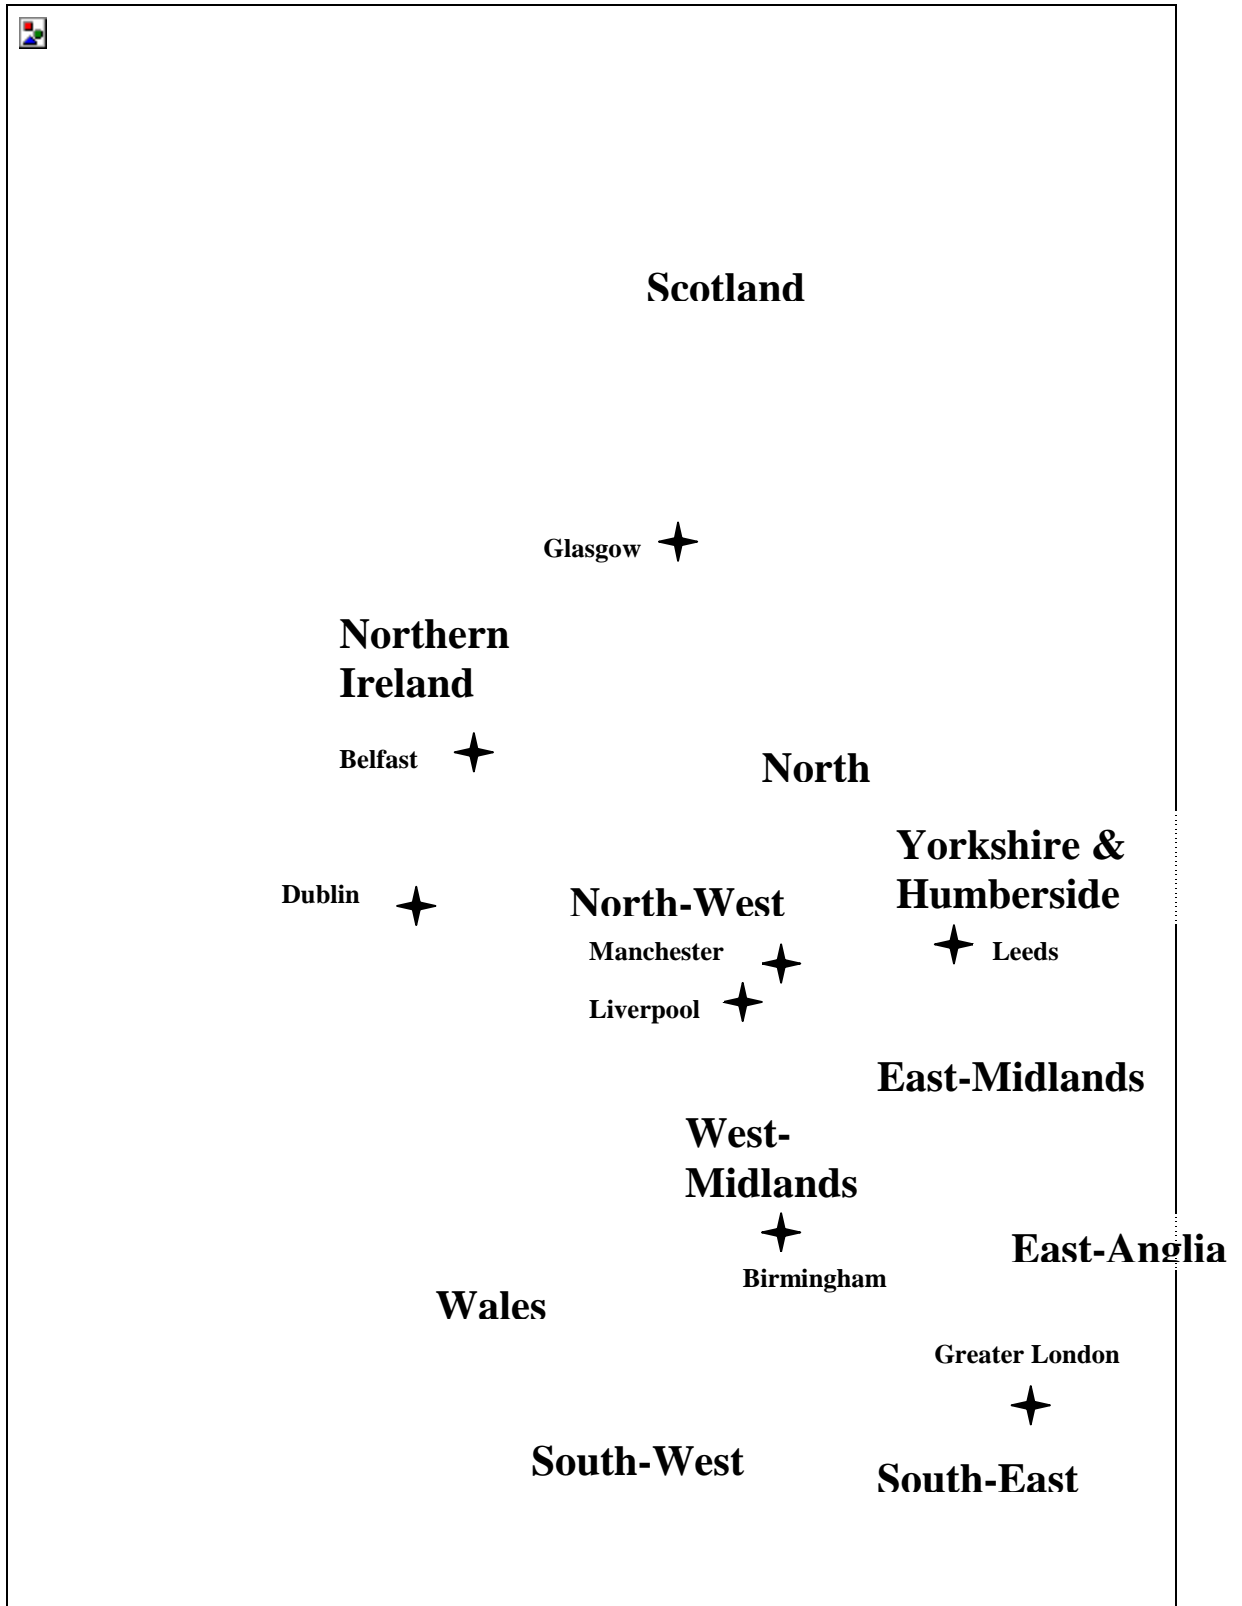 Scotland
Glasgow
Northern
Ireland
Belfast
North
Yorkshire &
Humberside
Dublin
North-West
Manchester
Leeds
Liverpool
East-Midlands
West-
Midlands
East-Anglia
Birmingham
Wales
Greater London
South-West
South-East